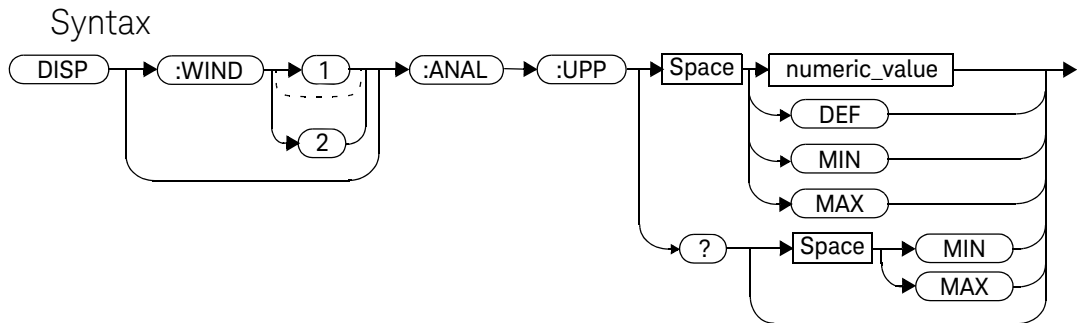 Syntax
DISP :WIND 1 :ANAL :UPP Space numeric_value
DEF
2
MIN
MAX
? Space MIN
MAX